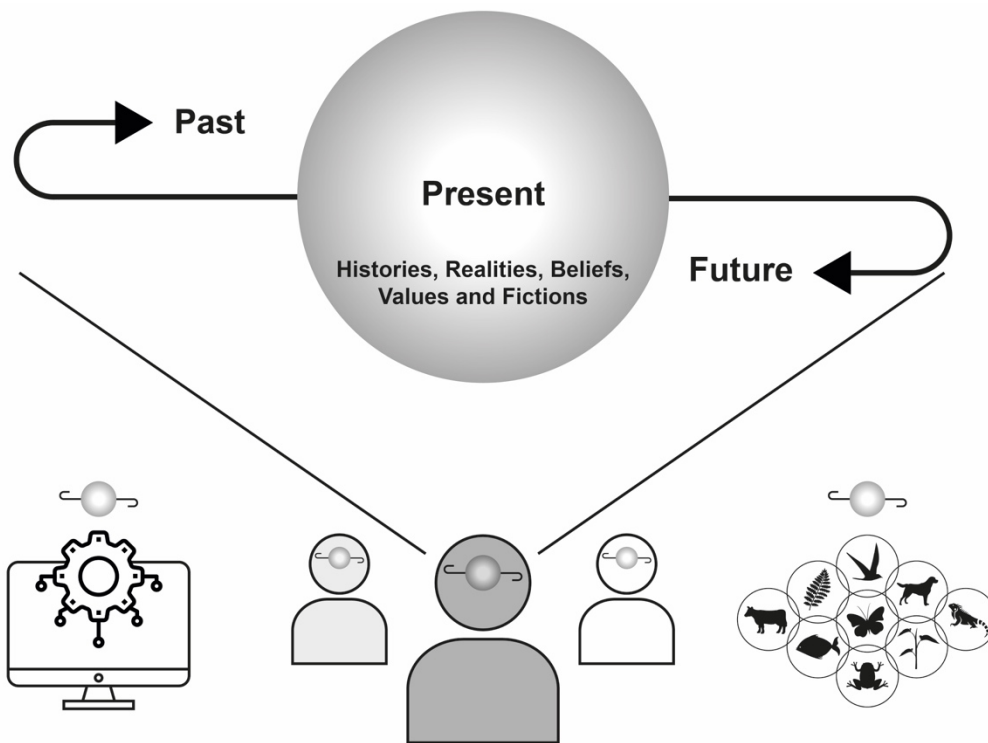 Past
Present
Histories, Realities, Beliefs,
Values and Fictions
Future